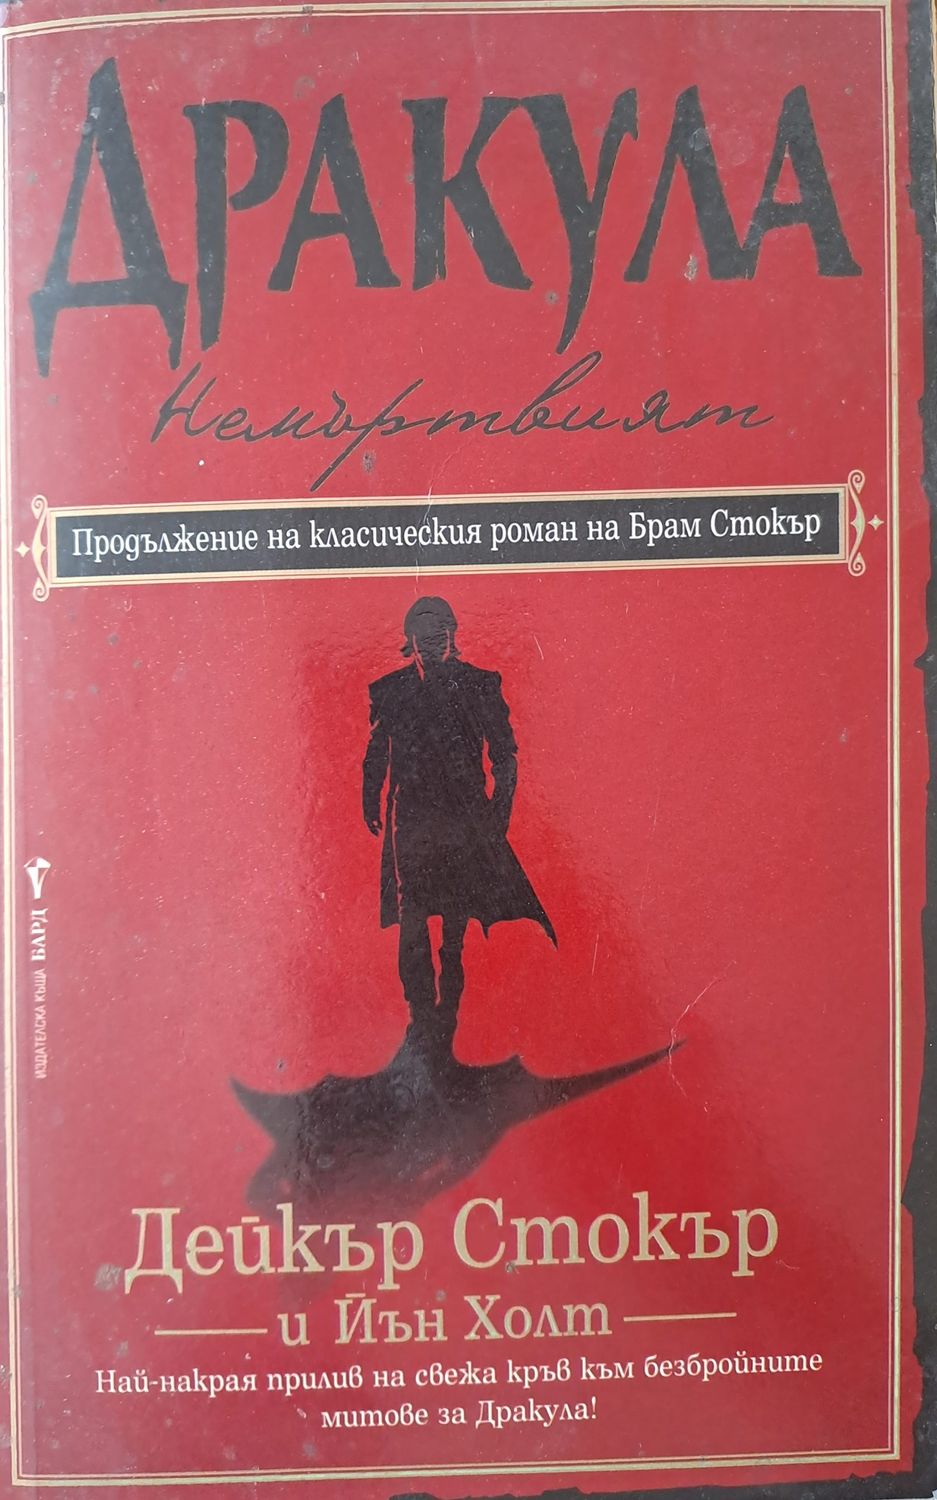 ДРАКУЛА
Немъртвият
Продължение на класическия роман на Брам Стокър
ИЗДАТЕЛСКА КЪЩА БАРД
Дейкър Стокър
и Йън Холт
Най-накрая прилив на свежа кръв към безбройните
митове за Дракула!